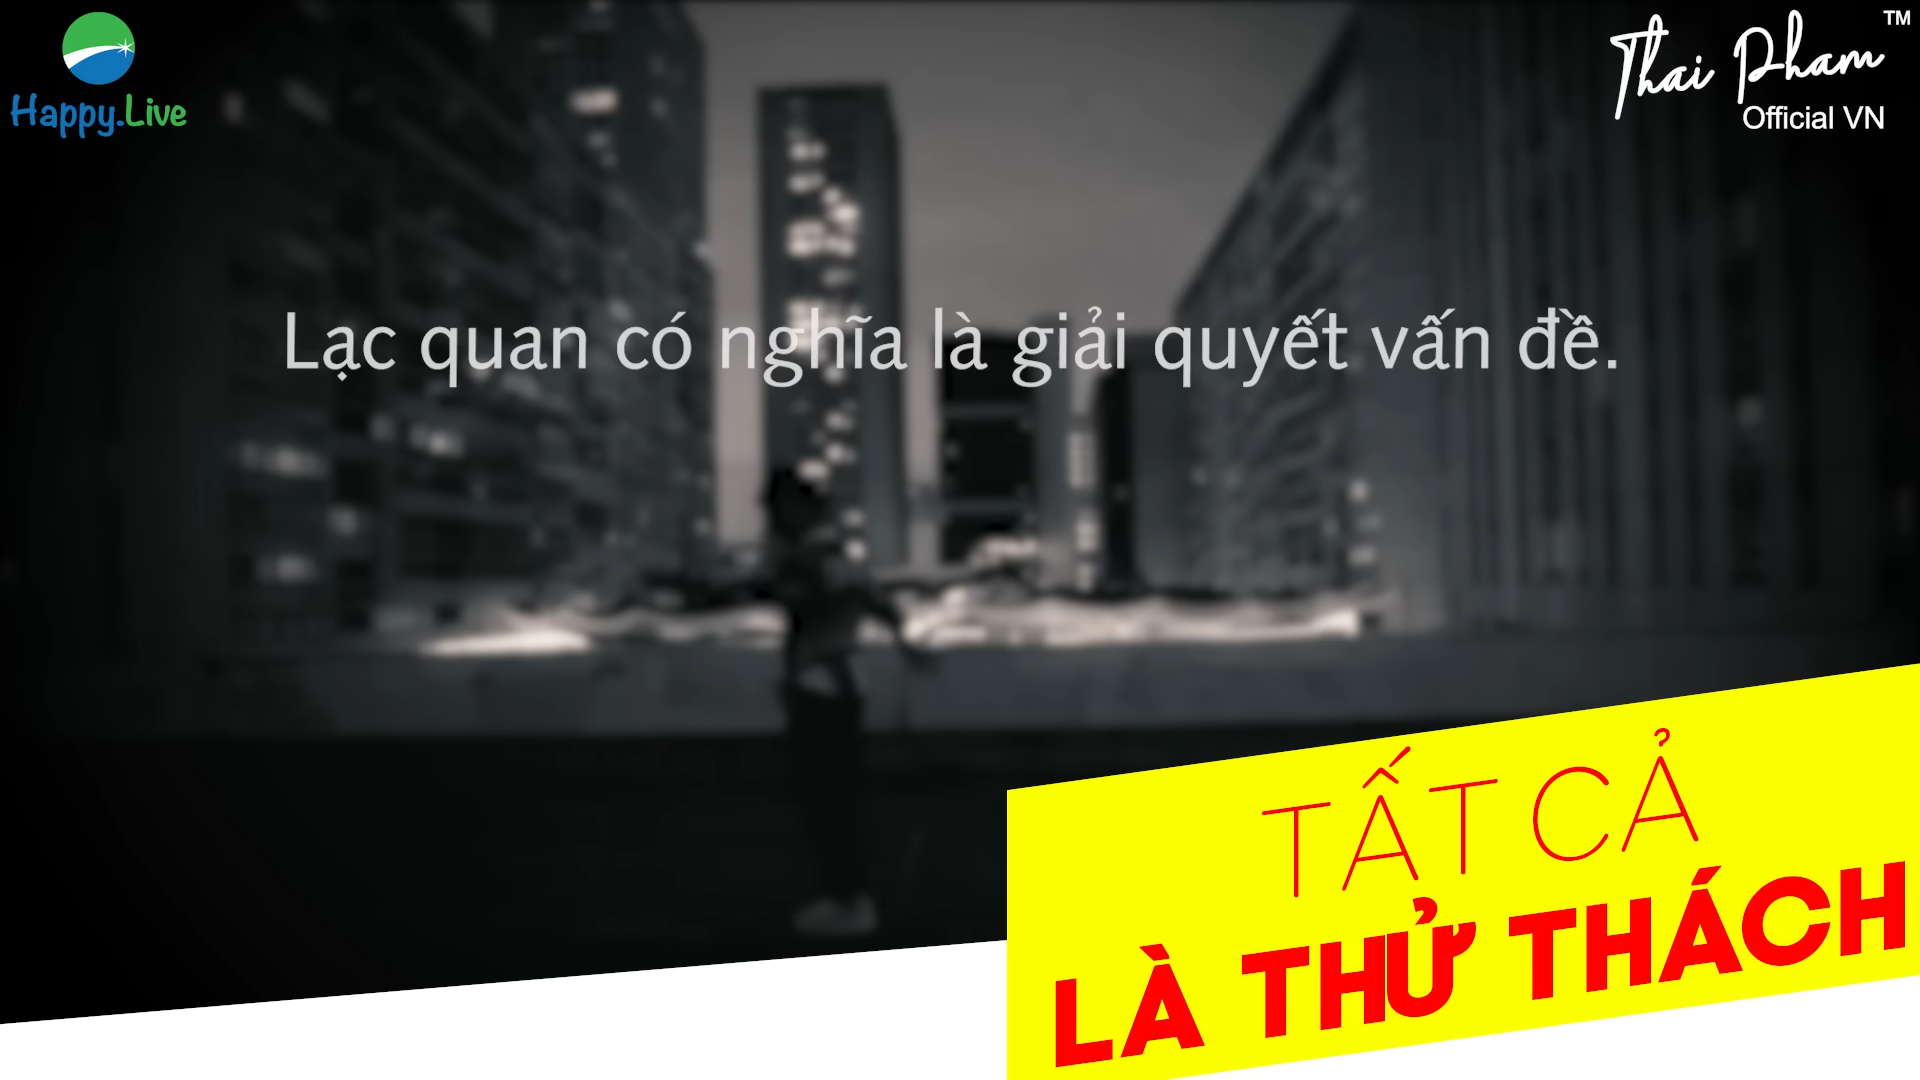 Happy.Live
Thai Pham™
Official VN
Lạc quan có nghĩa là giải quyết vấn đề.
TẤT CẢ
LÀ THỬ THÁCH